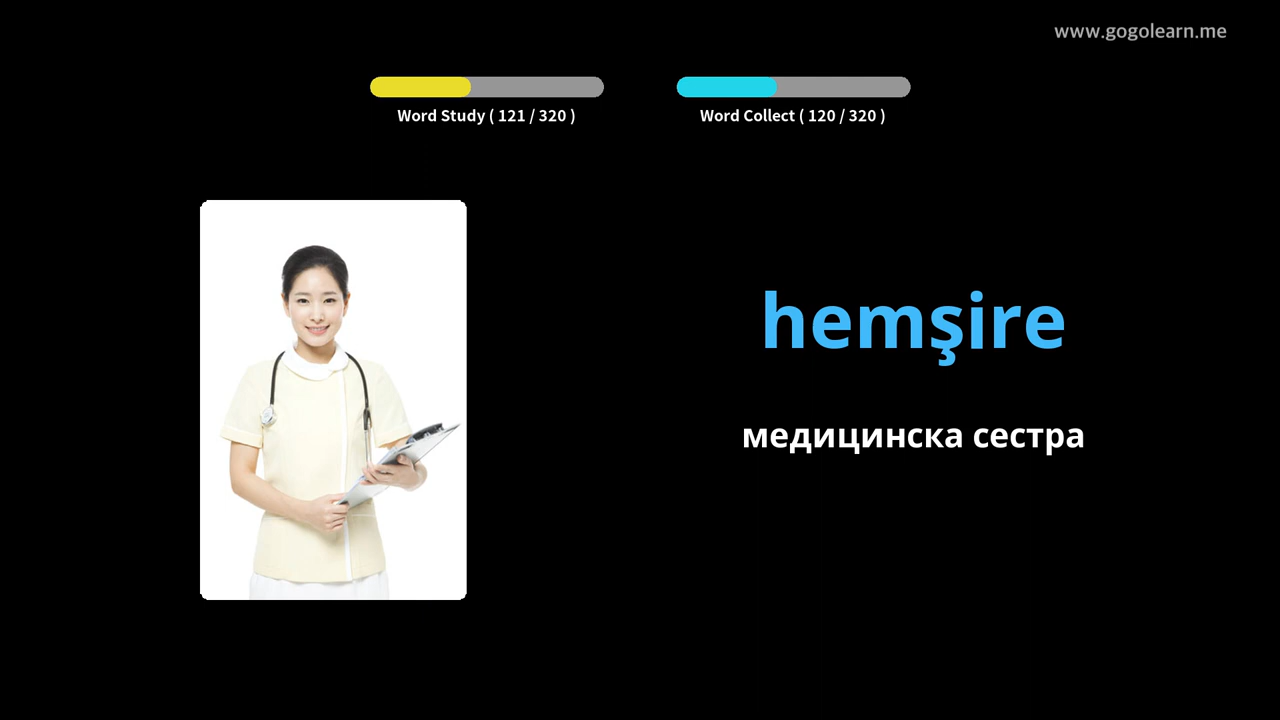 www.gogolearn.me
Word Study ( 121 / 320 )
Word Collect ( 120 / 320 )
hemşire
медицинска сестра